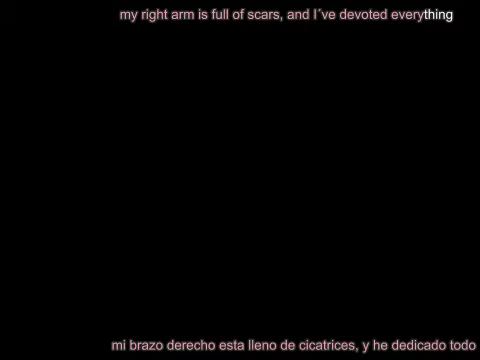 my right arm is full of scars, and I´ve devoted everything
mi brazo derecho esta lleno de cicatrices, y he dedicado todo